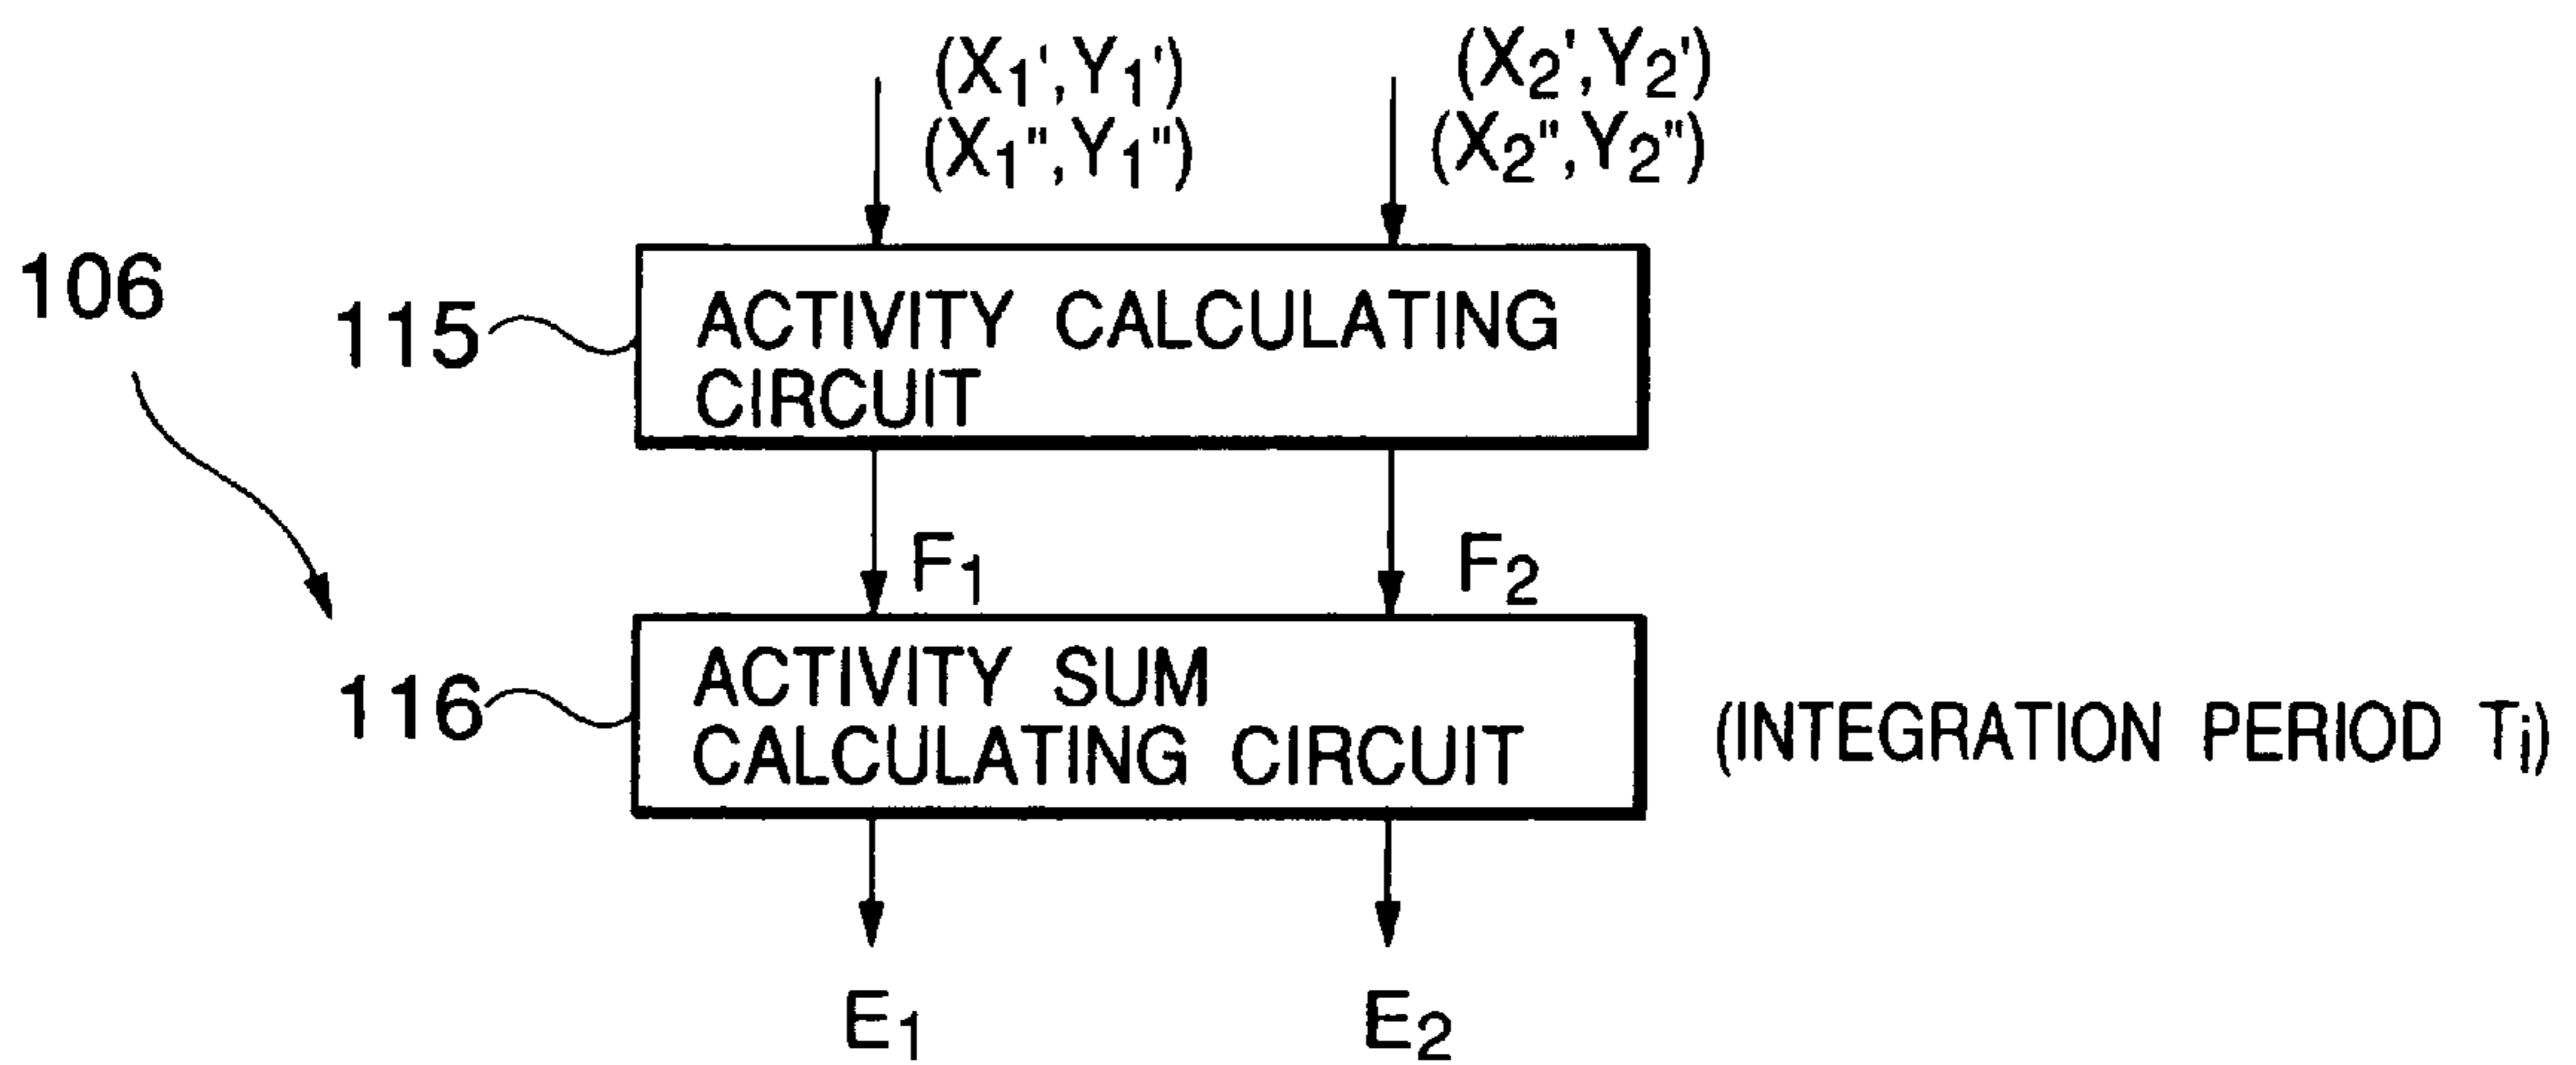 (X1',Y1')
(X1",Y1")
(X2',Y2')
(X2",Y2")
106
115
ACTIVITY CALCULATING
CIRCUIT
F1
F2
116
ACTIVITY SUM
CALCULATING CIRCUIT
(INTEGRATION PERIOD Ti)
E1
E2